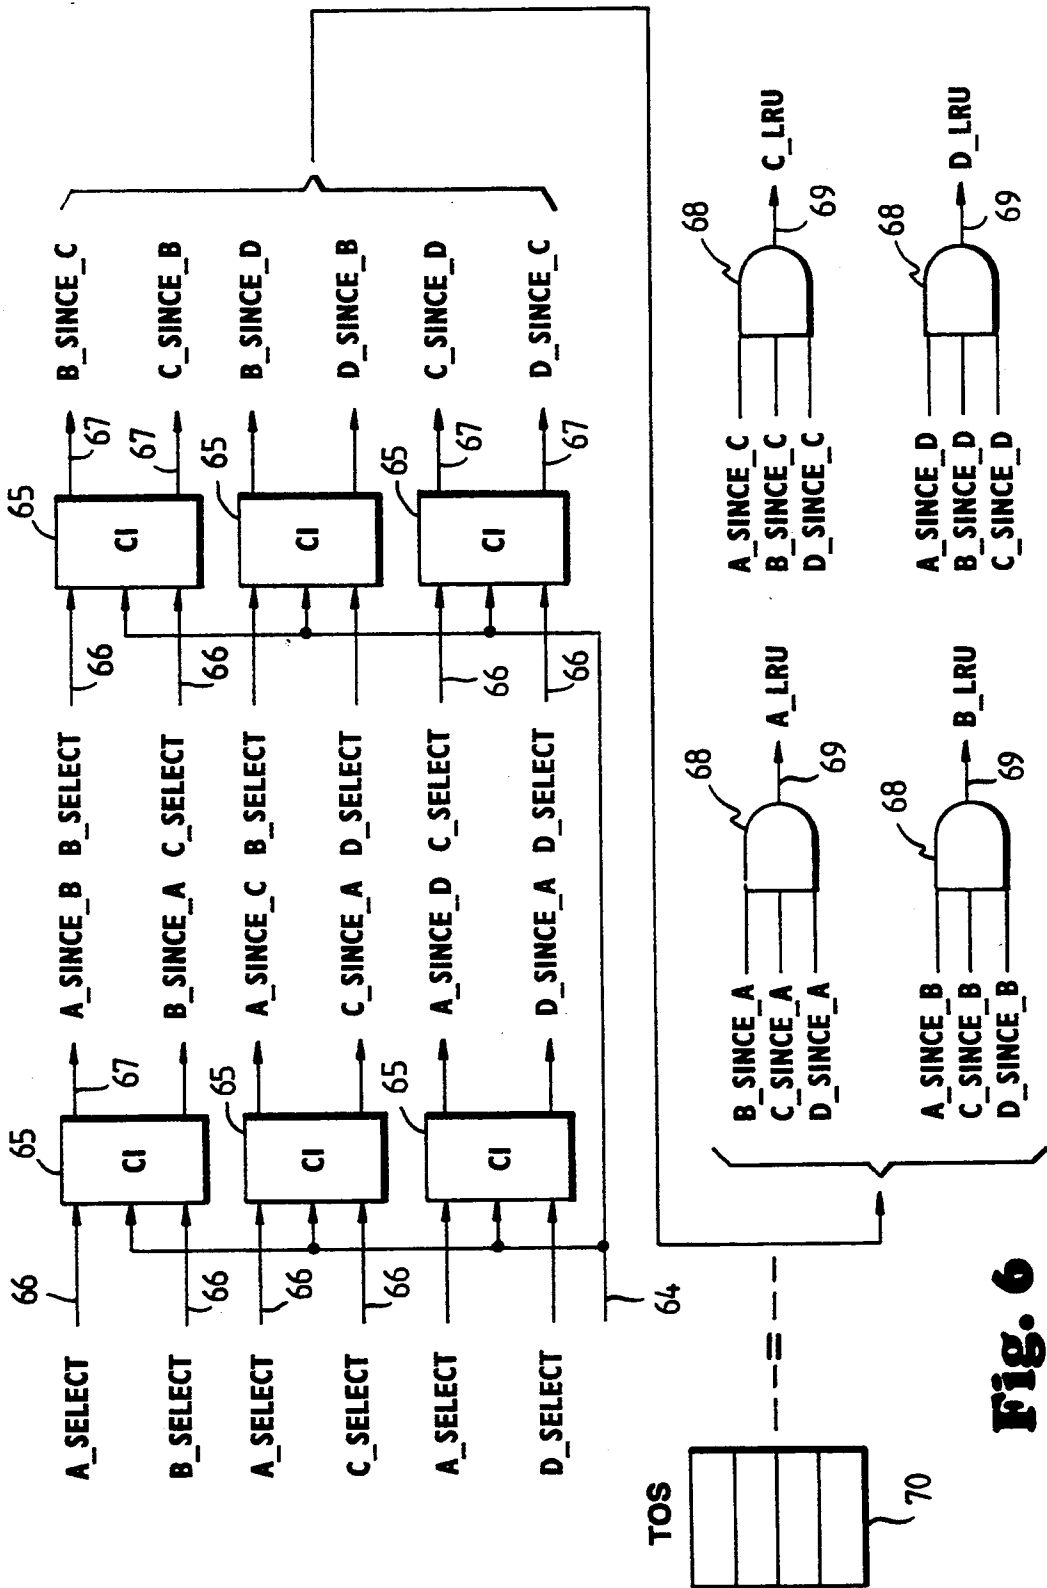 A_SELECT
66
65
CI
67
A_SINCE_B
B_SELECT
66
65
CI
67
B_SINCE_C
B_SELECT
66
B_SINCE_A
C_SELECT
66
67
C_SINCE_B
A_SELECT
66
65
CI
A_SINCE_C
B_SELECT
65
CI
B_SINCE_D
C_SELECT
66
C_SINCE_A
D_SELECT
D_SINCE_B
A_SELECT
65
CI
A_SINCE_D
C_SELECT
66
65
CI
67
C_SINCE_D
D_SELECT
D_SINCE_A
D_SELECT
66
67
D_SINCE_C
64
TOS
70
=
B_SINCE_A
C_SINCE_A
D_SINCE_A
68
69
A_LRU
A_SINCE_C
B_SINCE_C
D_SINCE_C
68
69
C_LRU
A_SINCE_B
C_SINCE_B
D_SINCE_B
68
69
B_LRU
A_SINCE_D
B_SINCE_D
C_SINCE_D
68
69
D_LRU
Fig. 6